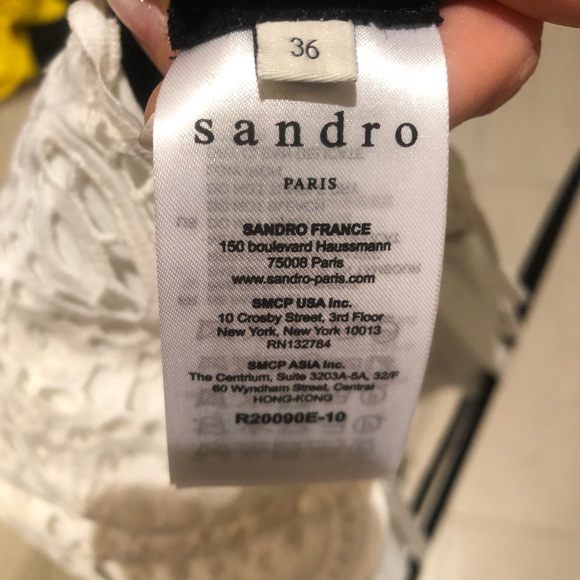 36
sandro
PARIS
SANDRO FRANCE
150 boulevard Haussmann
75008 Paris
www.sandro-paris.com
SMCP USA Inc.
10 Crosby Street, 3rd Floor
New York, New York 10013
RN132784
SMCP ASIA Inc.
The Centrium, Suite 3203A-5A, 32/F
60 Wyndham Street, Central
HONG-KONG
R20090E-10